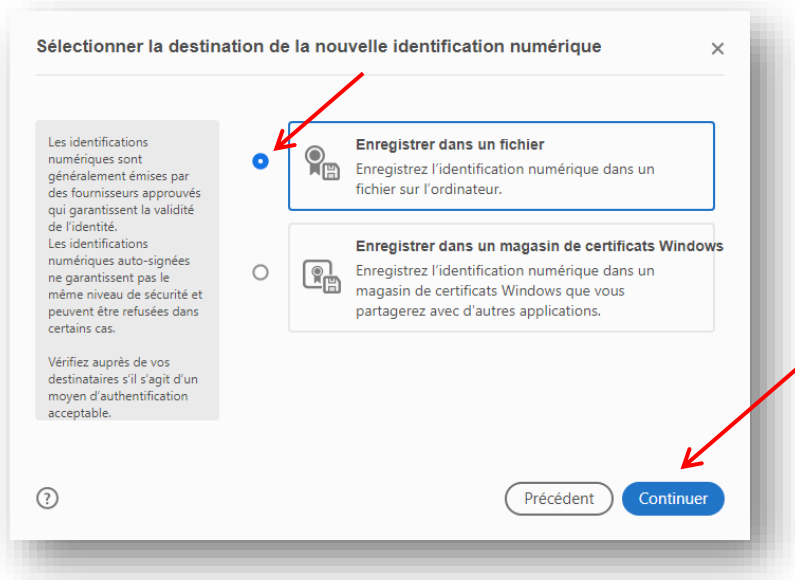 Sélectionner la destination de la nouvelle identification numérique
Les identifications
numériques sont
généralement émises par
des fournisseurs approuvés
qui garantissent la validité
de l'identité.
Les identifications
numériques auto-signées
ne garantissent pas le
même niveau de sécurité et
peuvent être refusées dans
certains cas.
Vérifiez auprès de vos
destinataires s'il s'agit d'un
moyen d'authentification
acceptable.
Enregistrer dans un fichier
Enregistrez l'identification numérique dans un
fichier sur l'ordinateur.
Enregistrer dans un magasin de certificats Windows
Enregistrez l'identification numérique dans un
magasin de certificats Windows que vous
partagerez avec d'autres applications.
?
Précédent
Continuer